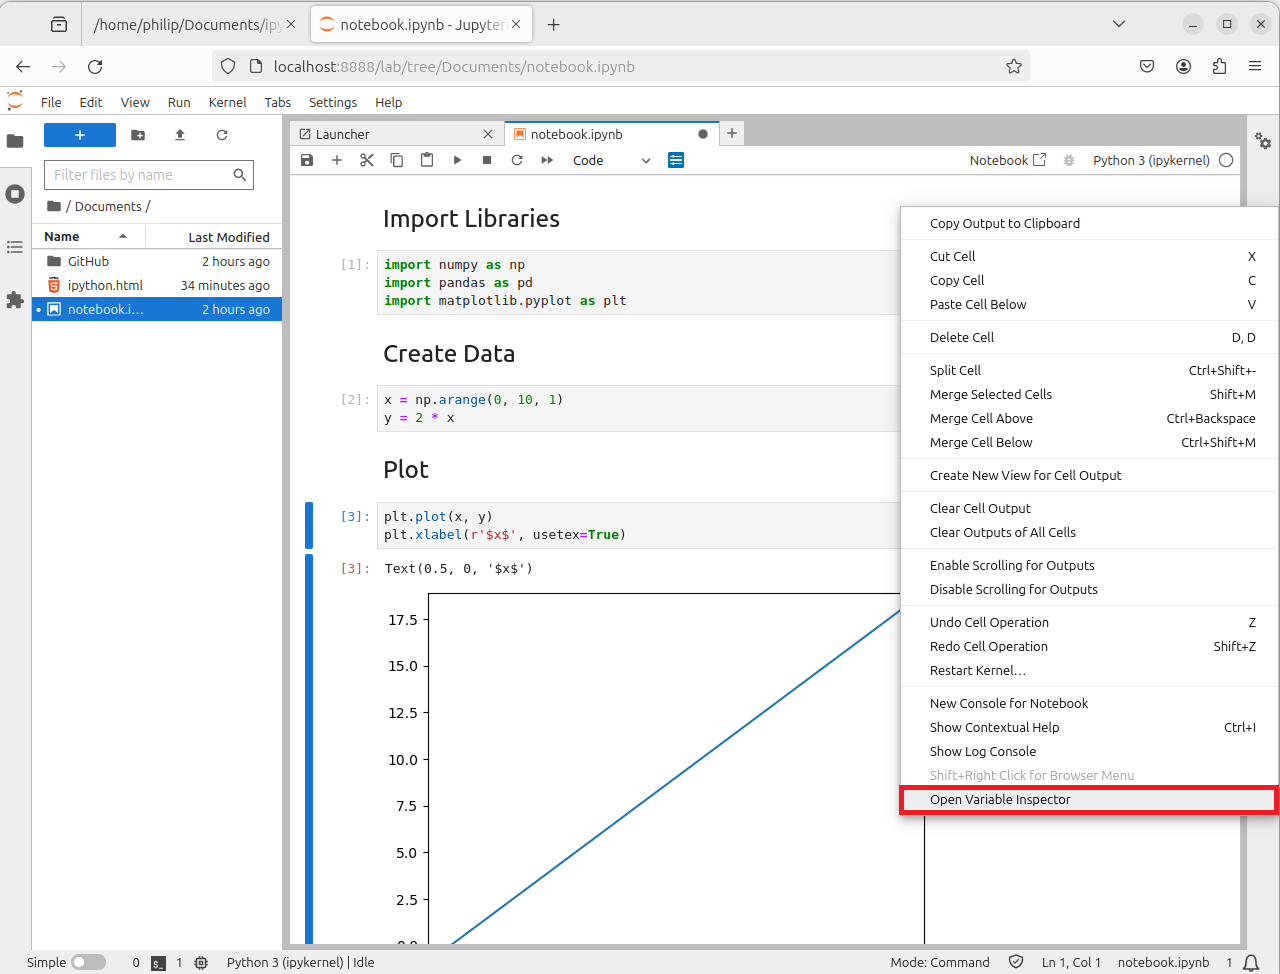 /home/philip/Documents/ipy
notebook.ipynb - Jupyter
localhost:8888/lab/tree/Documents/notebook.ipynb
File Edit View Run Kernel Tabs Settings Help
Launcher
notebook.ipynb
Code
Notebook
Python 3 (ipykernel)
Filter files by name
/ Documents /
Name Last Modified
GitHub 2 hours ago
ipython.html 34 minutes ago
notebook.i… 2 hours ago
Import Libraries
[1]:
import numpy as np
import pandas as pd
import matplotlib.pyplot as plt
Create Data
[2]:
x = np.arange(0, 10, 1)
y = 2 * x
Plot
[3]:
plt.plot(x, y)
plt.xlabel(r'$x$', usetex=True)
[3]:
Text(0.5, 0, '$x$')
17.5
15.0
12.5
10.0
7.5
5.0
2.5
0.0
Copy Output to Clipboard
Cut Cell X
Copy Cell C
Paste Cell Below V
Delete Cell D, D
Split Cell Ctrl+Shift+-
Merge Selected Cells Shift+M
Merge Cell Above Ctrl+Backspace
Merge Cell Below Ctrl+Shift+M
Create New View for Cell Output
Clear Cell Output
Clear Outputs of All Cells
Enable Scrolling for Outputs
Disable Scrolling for Outputs
Undo Cell Operation Z
Redo Cell Operation Shift+Z
Restart Kernel…
New Console for Notebook
Show Contextual Help Ctrl+I
Show Log Console
Shift+Right Click for Browser Menu
Open Variable Inspector
Simple 0 $_ 1 Python 3 (ipykernel) | Idle Mode: Command Ln 1, Col 1 notebook.ipynb 1